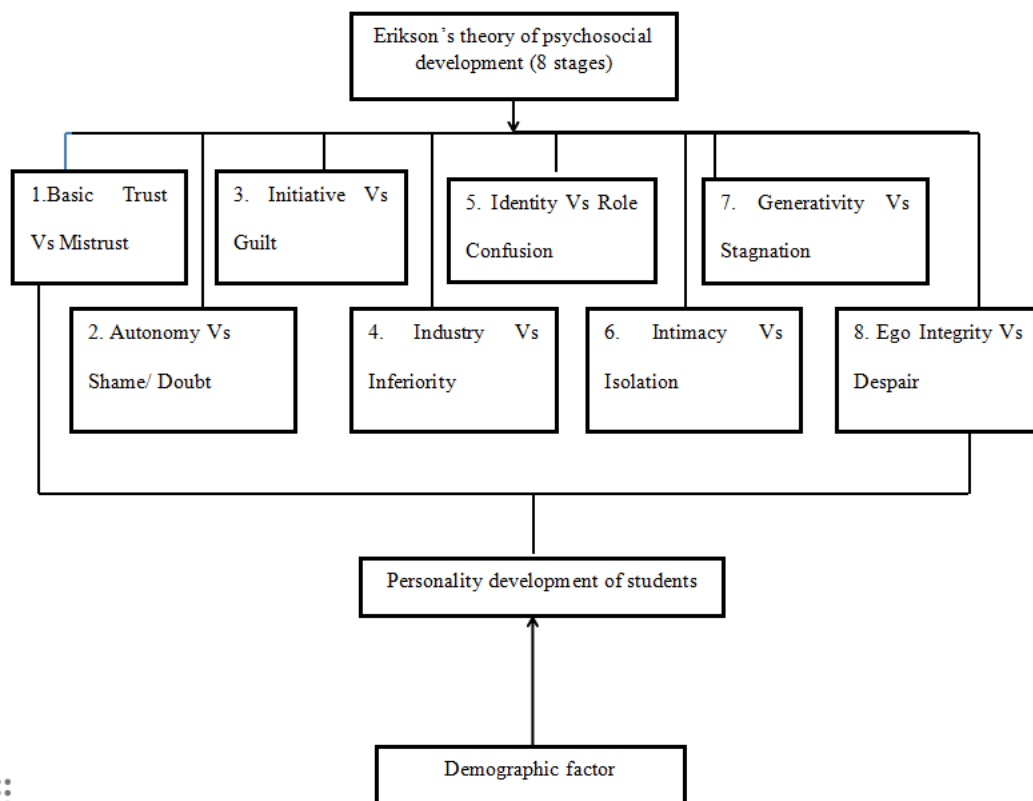 Erikson’s theory of psychosocial
development (8 stages)
1.Basic Trust
Vs Mistrust
3. Initiative Vs
Guilt
5. Identity Vs Role
Confusion
7. Generativity Vs
Stagnation
2. Autonomy Vs
Shame/ Doubt
4. Industry Vs
Inferiority
6. Intimacy Vs
Isolation
8. Ego Integrity Vs
Despair
Personality development of students
Demographic factor